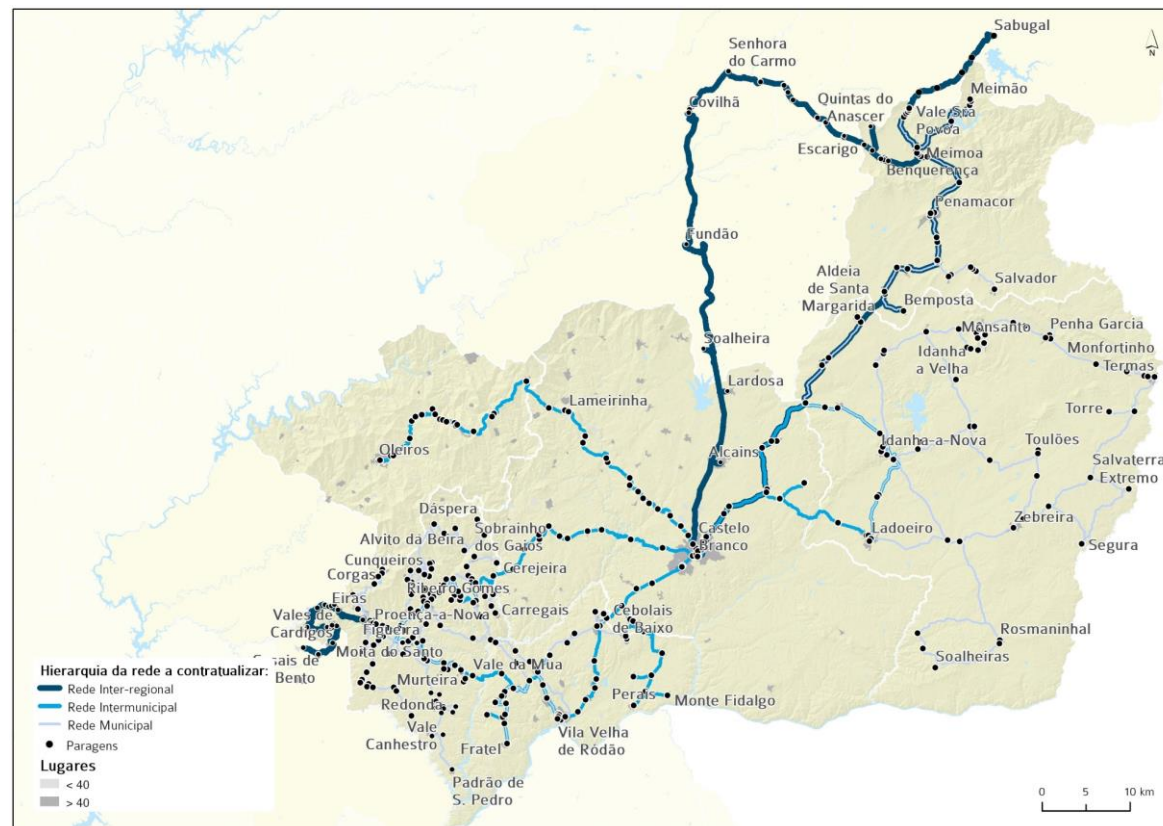 Sabugal
N
Senhora
do Carmo
Meimão
Quintas do
Anascer
Covilhã
Vale Sra
Povoa
Escarigo
Meimoa
Benquerença
Penamacor
Fundão
Aldeia
de Santa
Margarida
Salvador
Bemposta
Monsanto
Penha Garcia
Soalheira
Idanha
a Velha
Monfortinho
Termas
Lardosa
Lameirinha
Torre
Oleiros
Idanha-a-Nova
Toulões
Alcains
Salvaterra
Extremo
Dáspera
Alvito da Beira
Sobrainho
dos Gaios
Castelo
Branco
Ladoeiro
Zebreira
Segura
Cunqueiros
Cerejeira
Corgas
Ribeiro Gomes
Eiras
Carregais
Cebolais
de Baixo
Vales de
Cardigos
Proença-a-Nova
Figueira
Rosmaninhal
Moita do Santo
Vale da Mua
Soalheiras
de Bento
Murteira
Perais
Monte Fidalgo
Redonda
Vale
Canhestro
Fratel
Vila Velha
de Ródão
Padrão de
S. Pedro
Hierarquia da rede a contratualizar:
Rede Inter-regional
Rede Intermunicipal
Rede Municipal
Paragens
Lugares
< 40
> 40
0 5 10 km